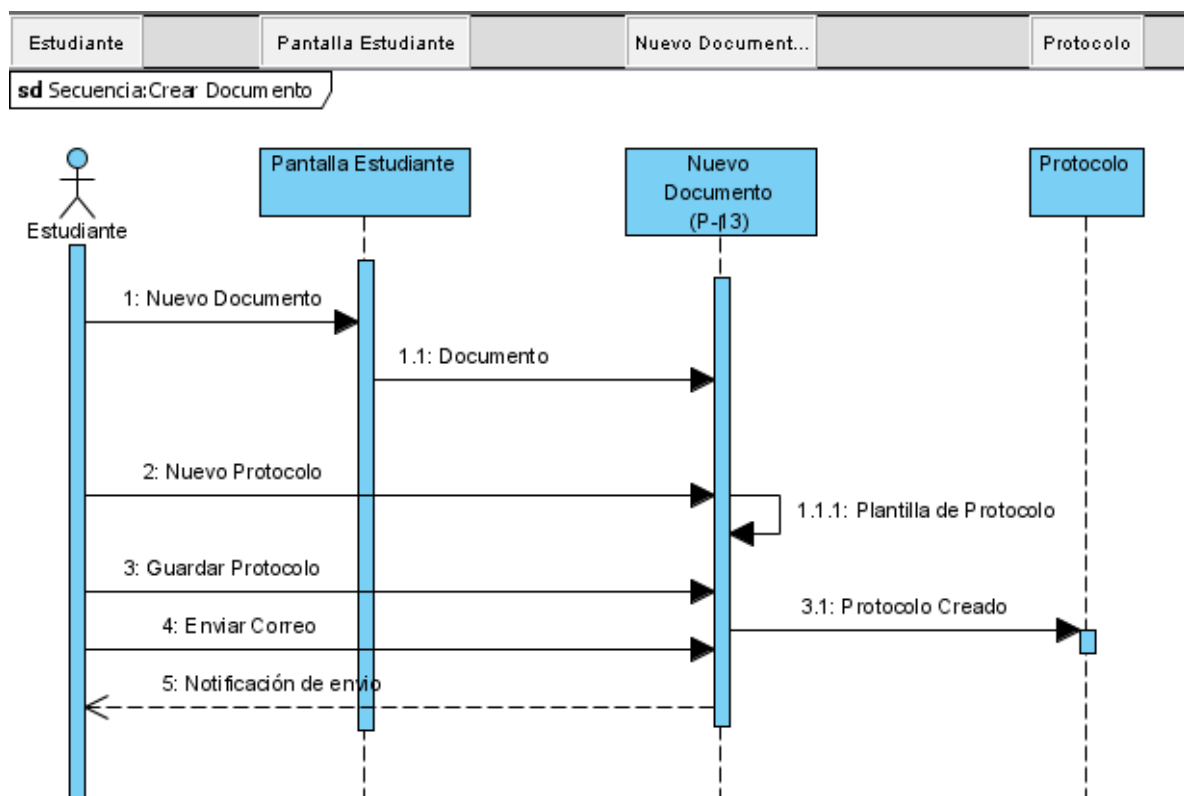 Estudiante
Pantalla Estudiante
Nuevo Document...
Protocolo
sd Secuencia:Crear Documento
Pantalla Estudiante
Nuevo
Documento
(P-13)
Protocolo
Estudiante
1: Nuevo Documento
1.1: Documento
2: Nuevo Protocolo
1.1.1: Plantilla de Protocolo
3: Guardar Protocolo
3.1: Protocolo Creado
4: Enviar Correo
5: Notificación de envio